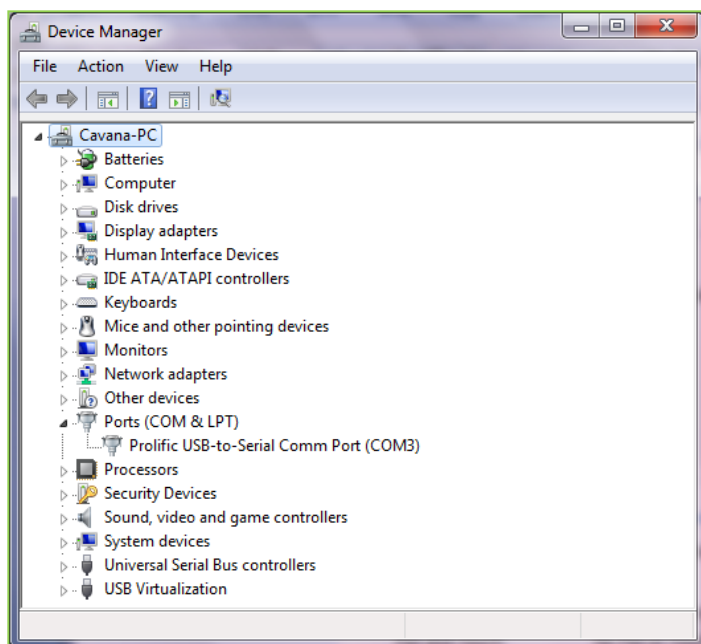 Device Manager
File Action View Help
Cavana-PC
Batteries
Computer
Disk drives
Display adapters
Human Interface Devices
IDE ATA/ATAPI controllers
Keyboards
Mice and other pointing devices
Monitors
Network adapters
Other devices
Ports (COM & LPT)
Prolific USB-to-Serial Comm Port (COM3)
Processors
Security Devices
Sound, video and game controllers
System devices
Universal Serial Bus controllers
USB Virtualization